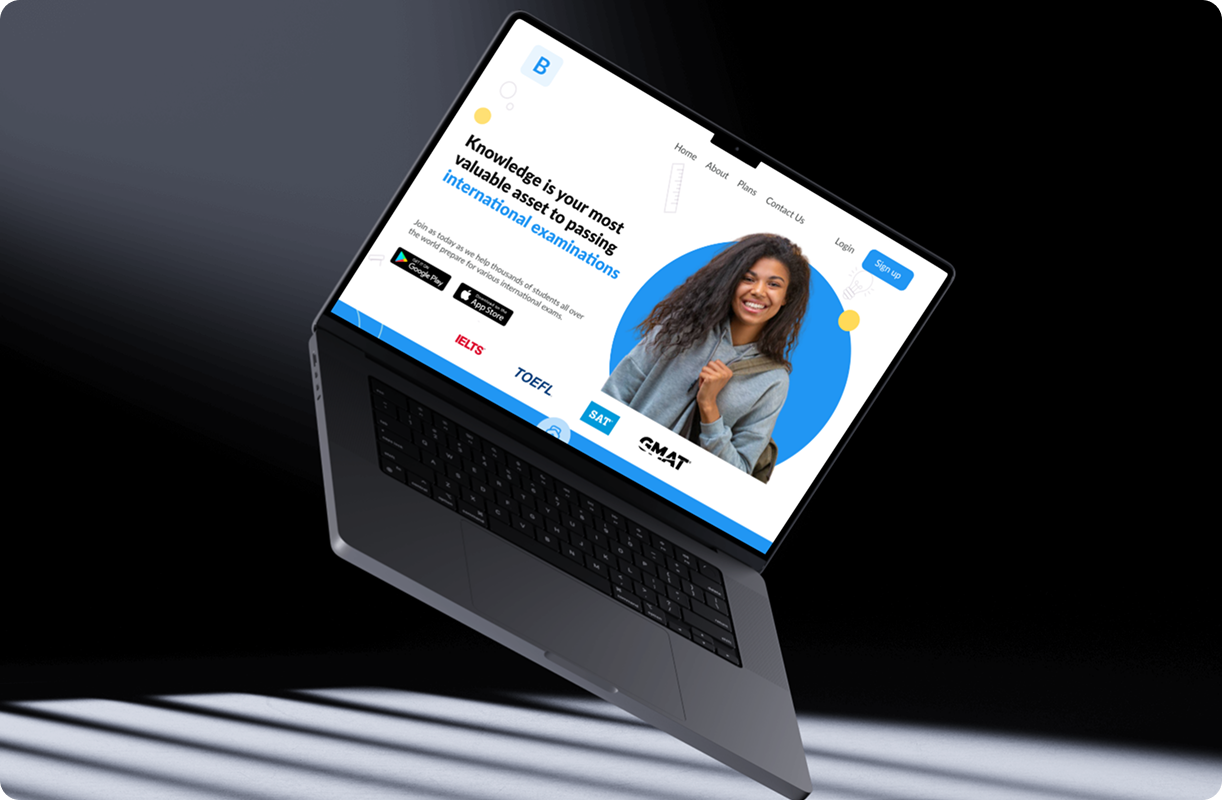 B
Home
About
Plans
Contact Us
Login
Sign up
Knowledge is your most
valuable asset to passing
international examinations
Join as today as we help thousands of students all over
the world prepare for various international exams.
GET IT ON
Google Play
Download on the
App Store
IELTS
TOEFL
SAT
GMAT